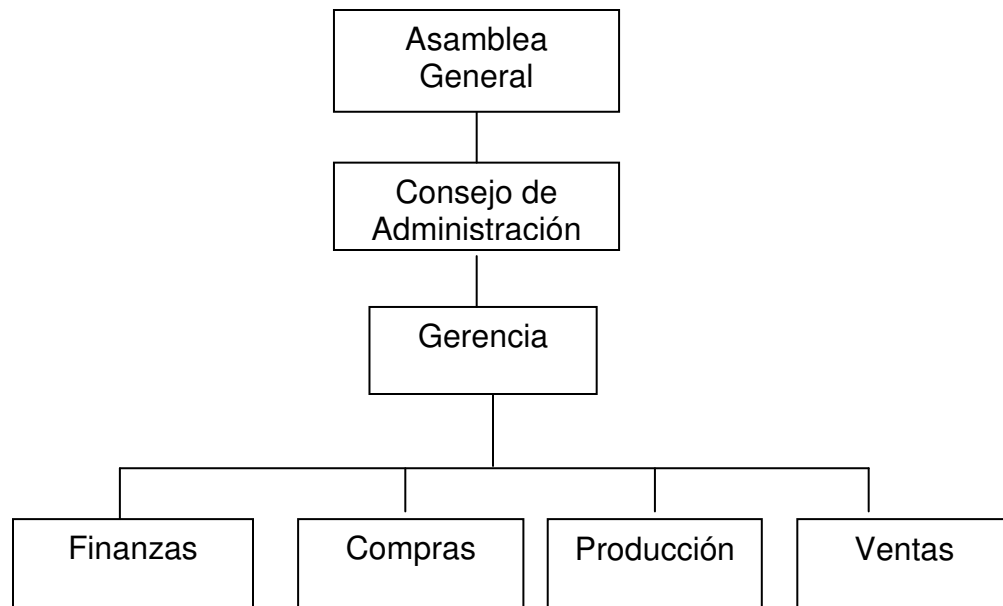 Asamblea
General
Consejo de
Administración
Gerencia
Finanzas
Compras
Producción
Ventas